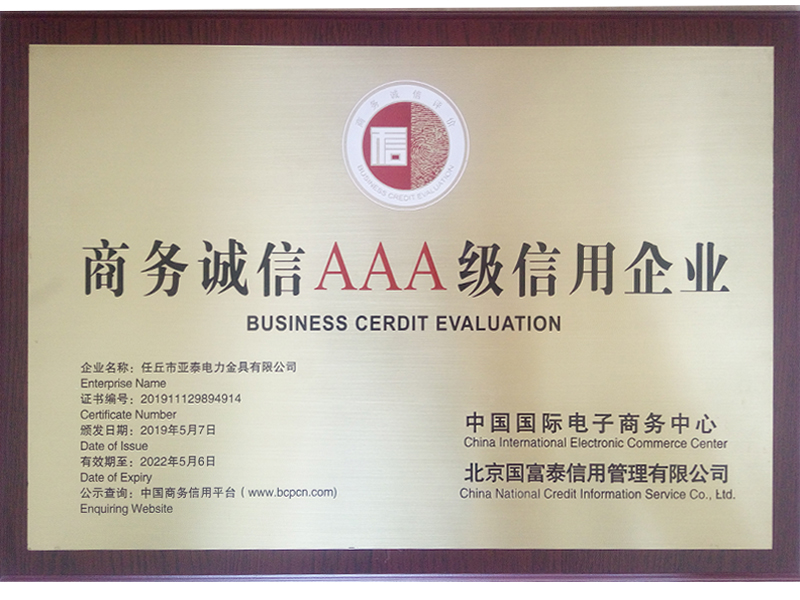 商务诚信评估
信
BUSINESS CREDIT EVALUATION
商务诚信AAA级信用企业
BUSINESS CERDIT EVALUATION
企业名称：任丘市亚泰电力金具有限公司
Enterprise Name
证书编号：201911129894914
Certificate Number
颁发日期：2019年5月7日
Date of Issue
有效期至：2022年5月6日
Date of Expiry
公示查询：中国商务信用平台（www.bcpcn.com)
Enquiring Website
中国国际电子商务中心
China International Electronic Commerce Center
北京国富泰信用管理有限公司
China National Credit Information Service Co., Ltd.